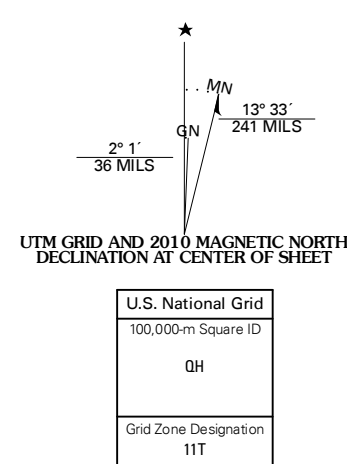 ★
MN
GN
13° 33´
241 MILS
2° 1´
36 MILS
UTM GRID AND 2010 MAGNETIC NORTH
DECLINATION AT CENTER OF SHEET
U.S. National Grid
100,000-m Square ID
QH
Grid Zone Designation
11T